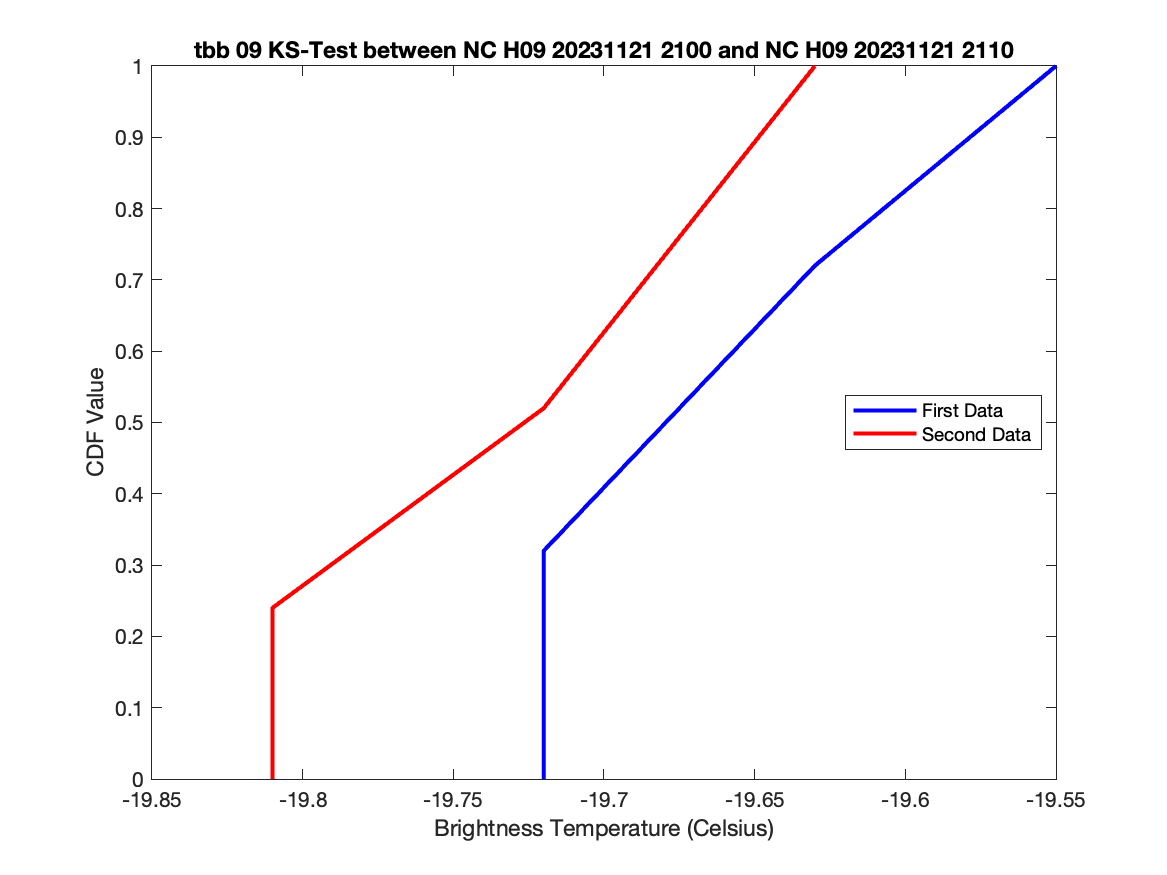 tbb 09 KS-Test between NC H09 20231121 2100 and NC H09 20231121 2110
1
0.9
0.8
0.7
0.6
0.5
0.4
0.3
0.2
0.1
0
CDF Value
First Data
Second Data
-19.85 -19.8 -19.75 -19.7 -19.65 -19.6 -19.55
Brightness Temperature (Celsius)